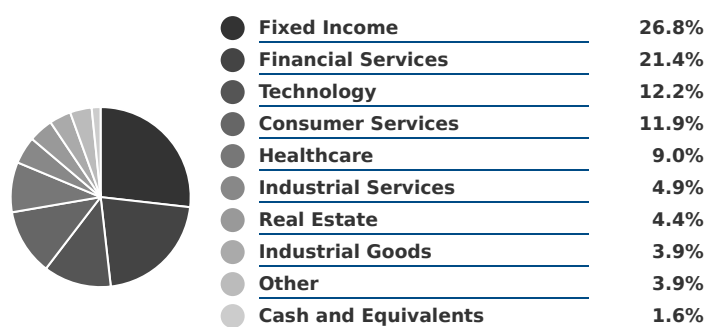 Fixed Income 26.8%
Financial Services 21.4%
Technology 12.2%
Consumer Services 11.9%
Healthcare 9.0%
Industrial Services 4.9%
Real Estate 4.4%
Industrial Goods 3.9%
Other 3.9%
Cash and Equivalents 1.6%